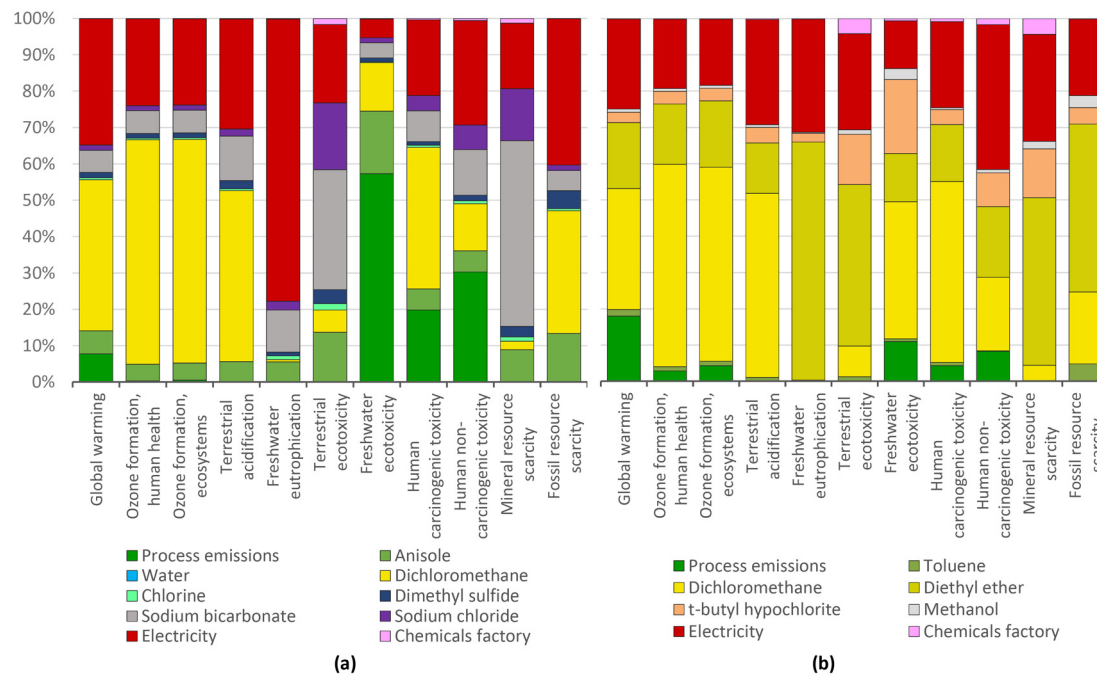 100%
90%
80%
70%
60%
50%
40%
30%
20%
10%
0%
Global warming
Ozone formation,
human health
Ozone formation,
ecosystems
Terrestrial
acidification
Freshwater
eutrophication
Terrestrial
ecotoxicity
Freshwater
ecotoxicity
Human
carcinogenic toxicity
Human non-
carcinogenic toxicity
Mineral resource
scarcity
Fossil resource
scarcity
Process emissions
Anisole
Water
Dichloromethane
Chlorine
Dimethyl sulfide
Sodium bicarbonate
Sodium chloride
Electricity
Chemicals factory
(a)
Global warming
Ozone formation,
human health
Ozone formation,
ecosystems
Terrestrial
acidification
Freshwater
eutrophication
Terrestrial
ecotoxicity
Freshwater
ecotoxicity
Human
carcinogenic toxicity
Human non-
carcinogenic toxicity
Mineral resource
scarcity
Fossil resource
scarcity
Process emissions
Toluene
Dichloromethane
Diethyl ether
t-butyl hypochlorite
Methanol
Electricity
Chemicals factory
(b)